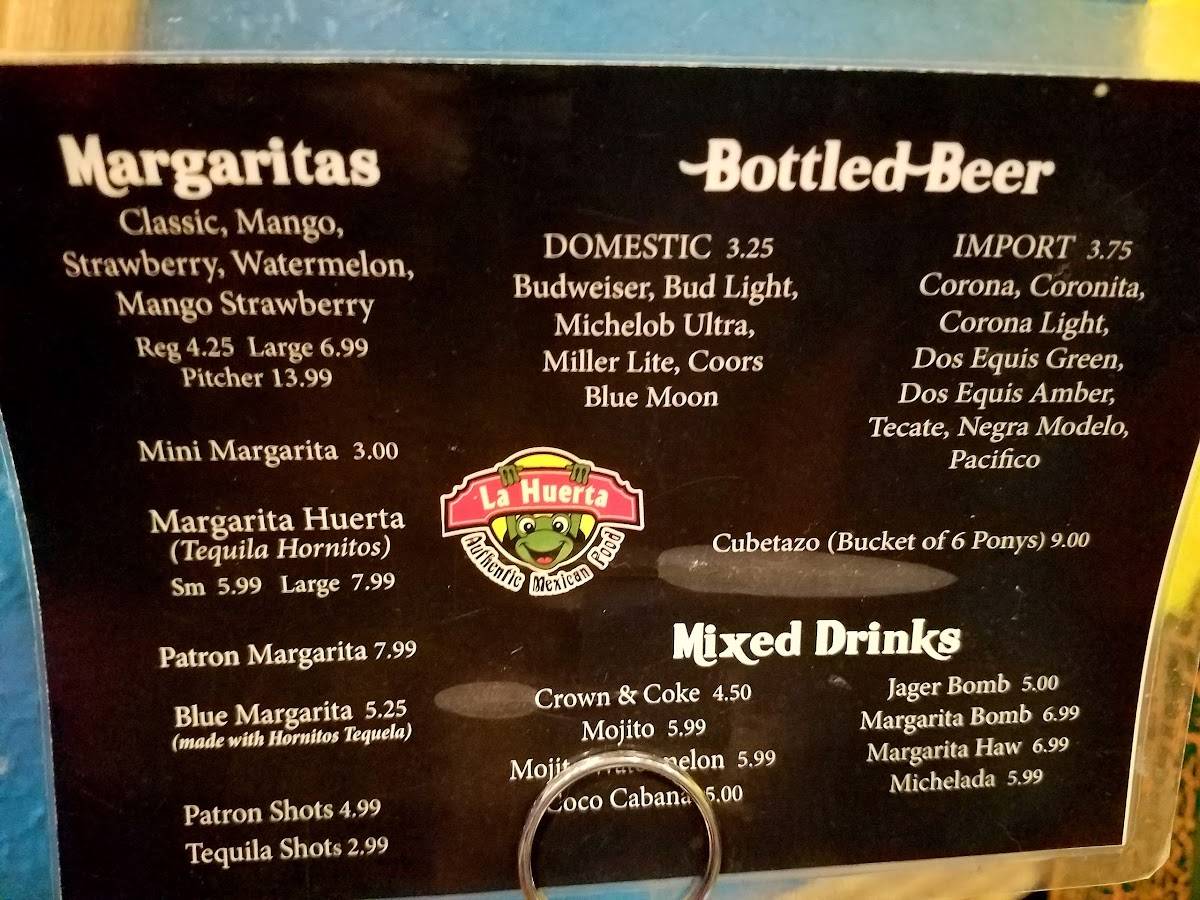 Margaritas
Classic, Mango,
Strawberry, Watermelon,
Mango Strawberry
Reg 4.25 Large 6.99
Pitcher 13.99
Mini Margarita 3.00
Margarita Huerta
(Tequila Hornitos)
Sm 5.99 Large 7.99
Patron Margarita 7.99
Blue Margarita 5.25
(made with Hornitos Tequela)
Patron Shots 4.99
Tequila Shots 2.99
La Huerta
Authentic Mexican Food
Bottled Beer
DOMESTIC 3.25
Budweiser, Bud Light,
Michelob Ultra,
Miller Lite, Coors
Blue Moon
IMPORT 3.75
Corona, Coronita,
Corona Light,
Dos Equis Green,
Dos Equis Amber,
Tecate, Negra Modelo,
Pacifico
Cubetazo (Bucket of 6 Ponys) 9.00
Mixed Drinks
Crown & Coke 4.50
Mojito 5.99
Mojito Watermelon 5.99
Coco Cabana 5.00
Jager Bomb 5.00
Margarita Bomb 6.99
Margarita Haw 6.99
Michelada 5.99